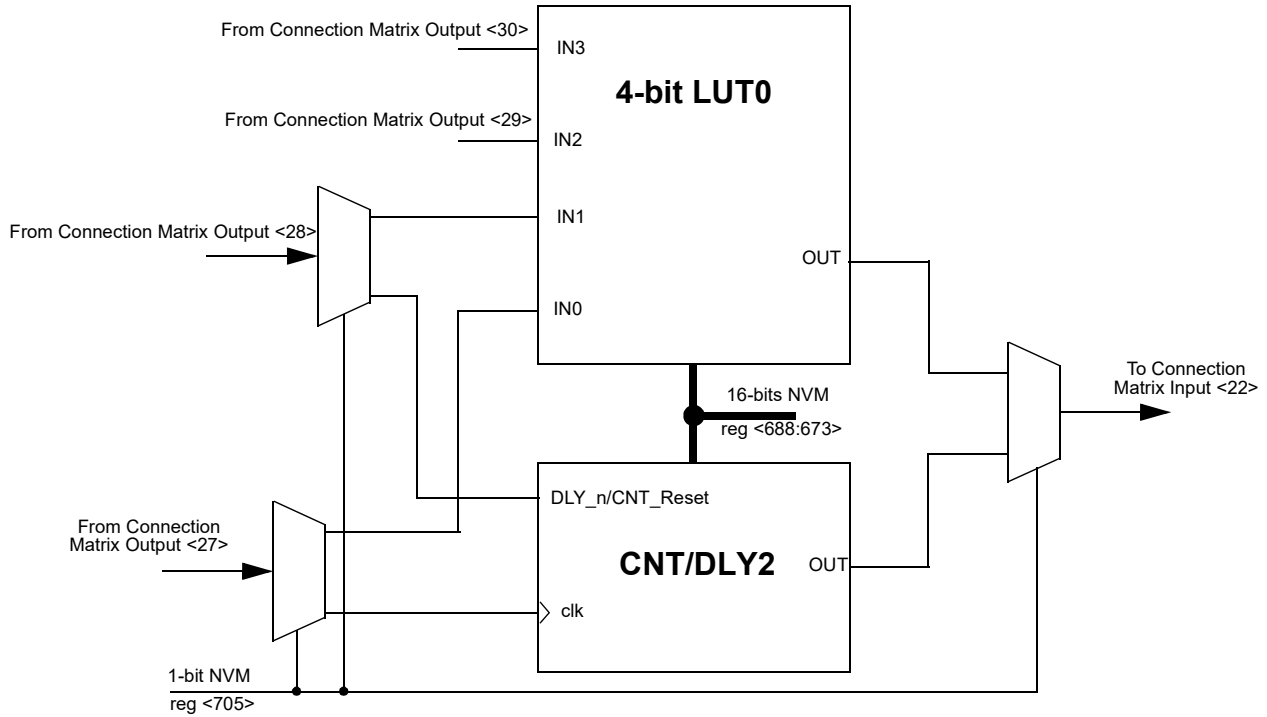 From Connection Matrix Output <30>
IN3
4-bit LUT0
From Connection Matrix Output <29>
IN2
From Connection Matrix Output <28>
IN1
OUT
IN0
To Connection
Matrix Input <22>
16-bits NVM
reg <688:673>
DLY_n/CNT_Reset
From Connection
Matrix Output <27>
CNT/DLY2
OUT
clk
1-bit NVM
reg <705>